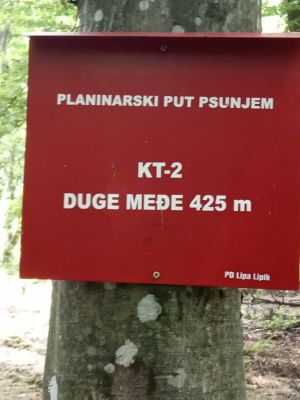 PLANINARSKI PUT PSUNJEM
KT-2
DUGE MEĐE 425 m
PD Lipa Lipik